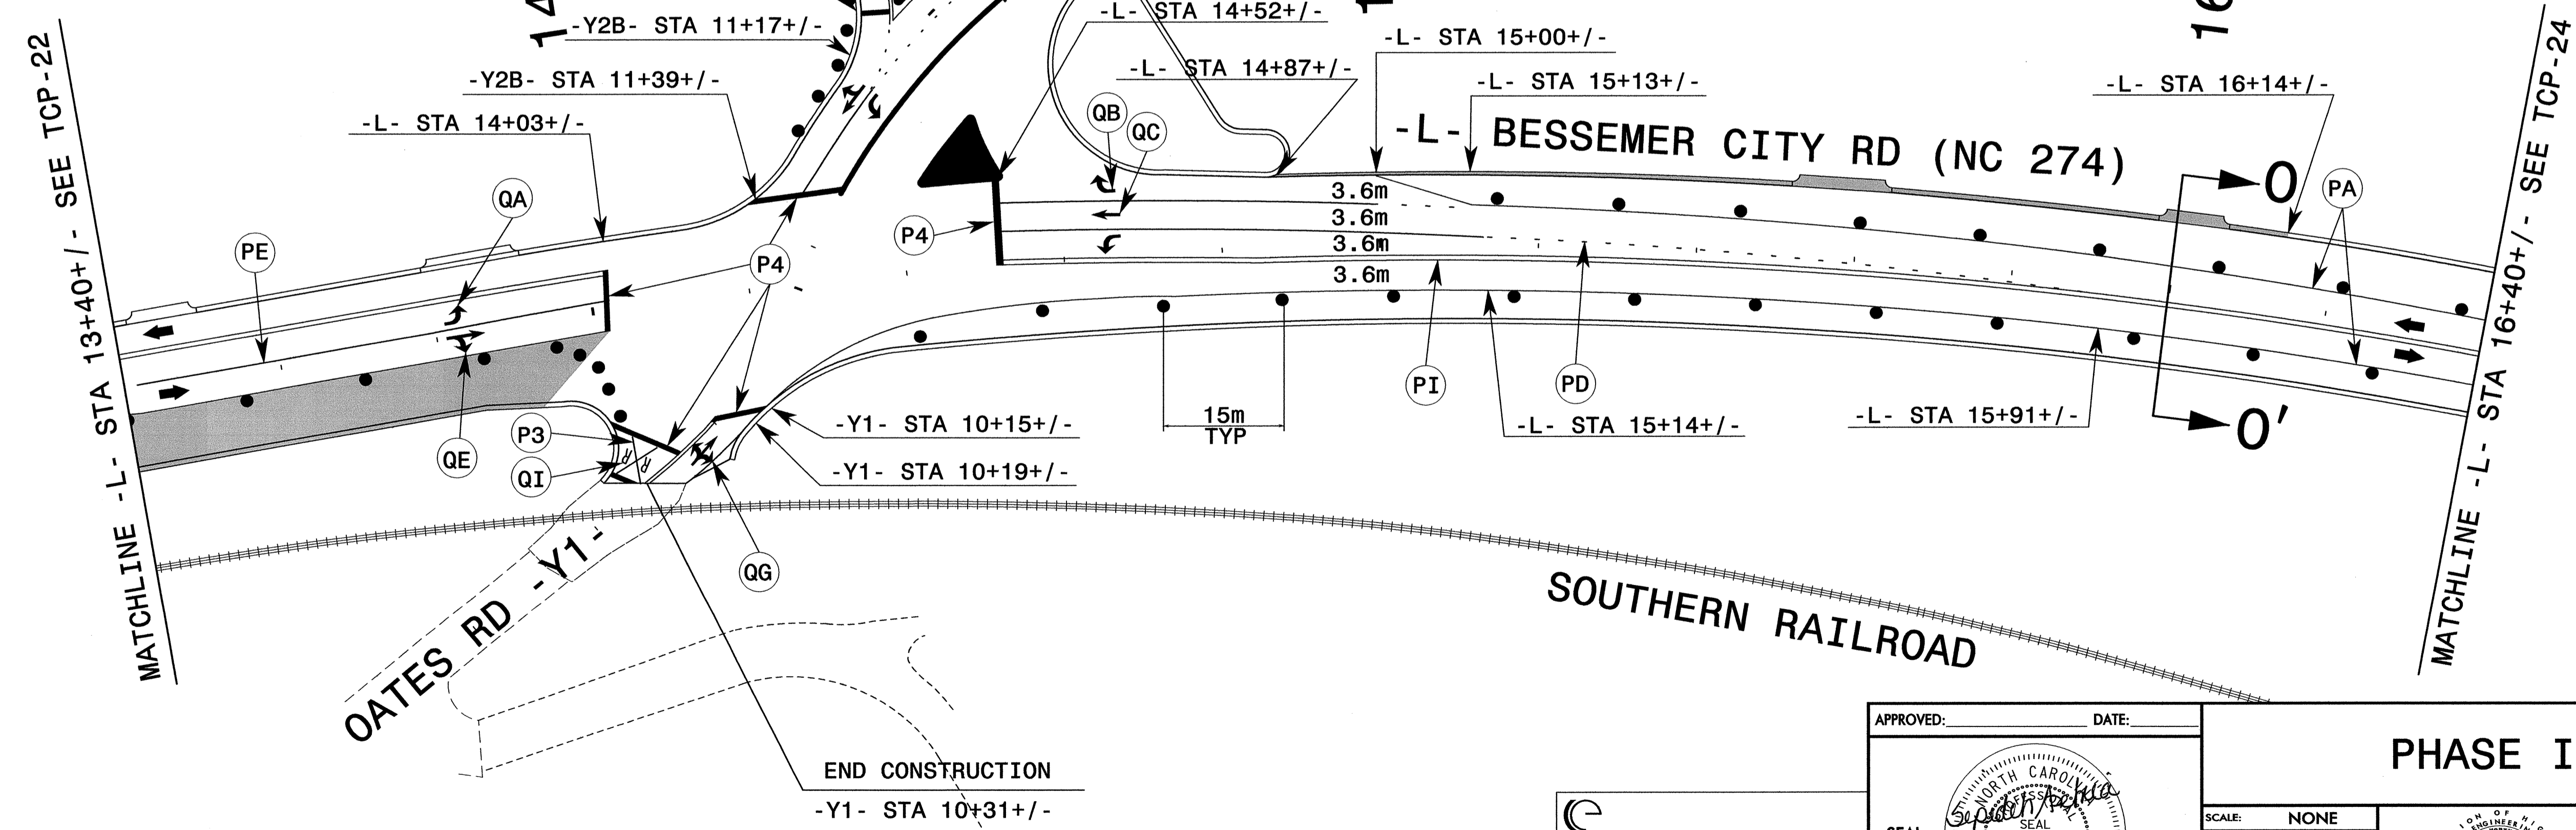 -L- STA 14+52+/-
-Y2B- STA 11+17+/-
-L- STA 15+00+/-
-L- STA 14+87+/-
-Y2B- STA 11+39+/-
-L- STA 15+13+/-
-L- STA 16+14+/-
-L- STA 14+03+/-
-L- BESSEMER CITY RD (NC 274)
MATCHLINE -L- STA 13+40+/- SEE TCP-22
MATCHLINE -L- STA 16+40+/- SEE TCP-24
14
16
QA
QB
QC
O
PA
PE
P4
P4
3.6m
3.6m
3.6m
3.6m
PI
PD
15m
TYP
-L- STA 15+14+/-
-L- STA 15+91+/-
O'
-Y1- STA 10+15+/-
-Y1- STA 10+19+/-
P3
QE
QI
R
R
QG
OATES RD -Y1-
SOUTHERN RAILROAD
END CONSTRUCTION
-Y1- STA 10+31+/-
APPROVED:
DATE:
PHASE I
NORTH CAROLINA
SEAL
SEAL
SCALE: NONE